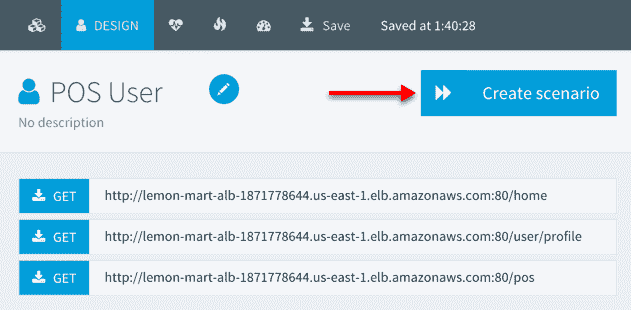 DESIGN Save Saved at 1:40:28
POS User Create scenario
No description
GET http://lemon-mart-alb-1871778644.us-east-1.elb.amazonaws.com:80/home
GET http://lemon-mart-alb-1871778644.us-east-1.elb.amazonaws.com:80/user/profile
GET http://lemon-mart-alb-1871778644.us-east-1.elb.amazonaws.com:80/pos